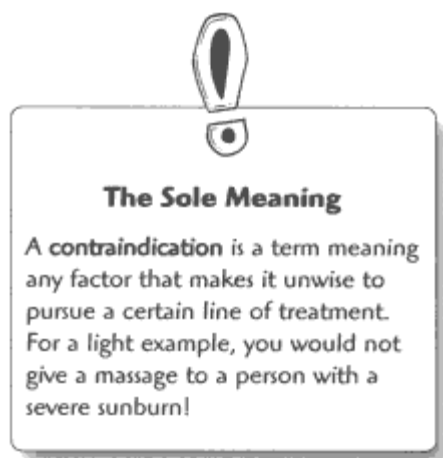 The Sole Meaning
A contraindication is a term meaning
any factor that makes it unwise to
pursue a certain line of treatment.
For a light example, you would not
give a massage to a person with a
severe sunburn!